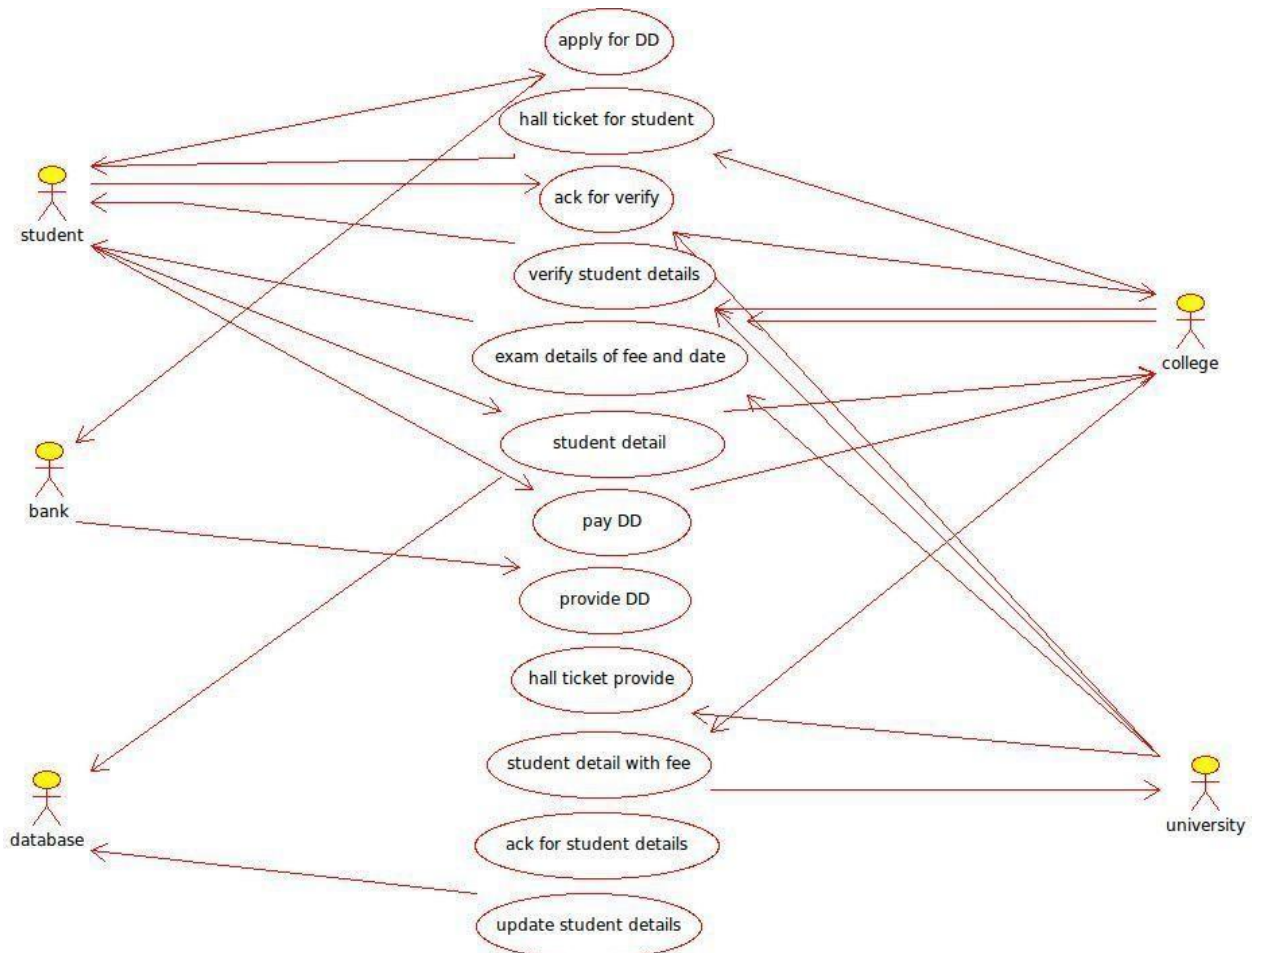 apply for DD
hall ticket for student
ack for verify
student
verify student details
exam details of fee and date
college
student detail
bank
pay DD
provide DD
hall ticket provide
student detail with fee
university
database
ack for student details
update student details